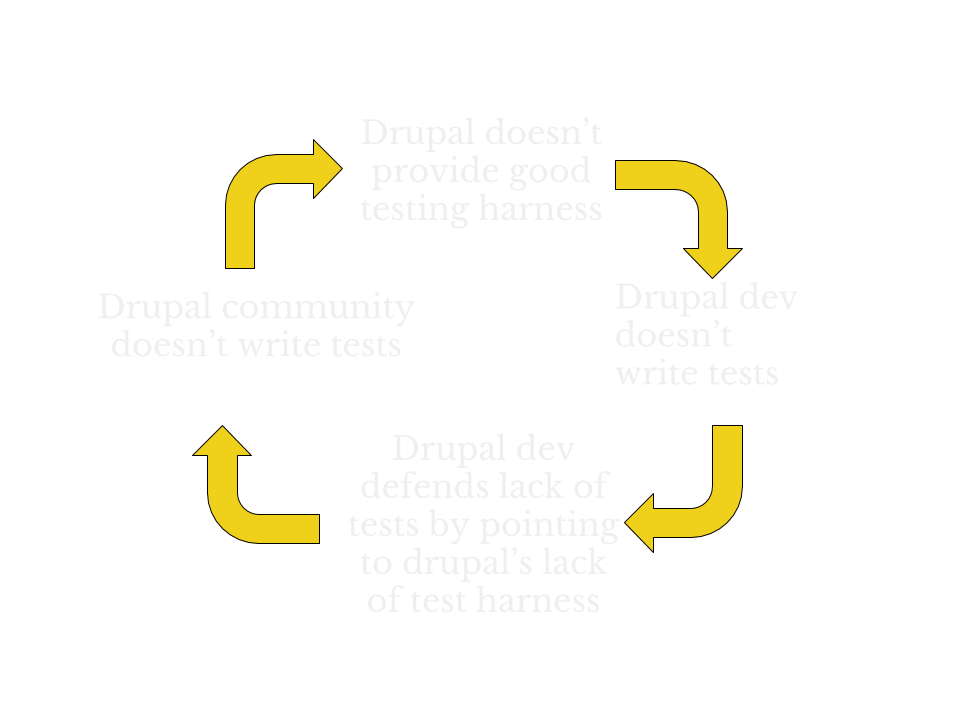 Drupal doesn’t
provide good
testing harness
Drupal dev
doesn’t
write tests
Drupal dev
defends lack of
tests by pointing
to drupal’s lack
of test harness
Drupal community
doesn’t write tests